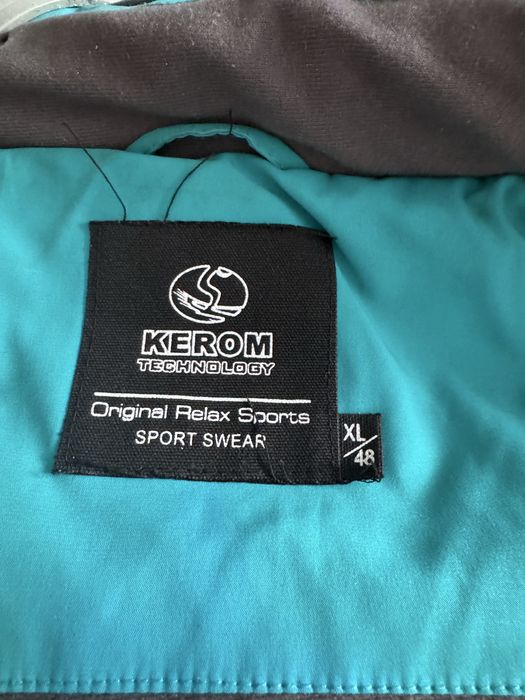 KEROM
TECHNOLOGY
Original Relax Sports
SPORT SWEAR
XL/48